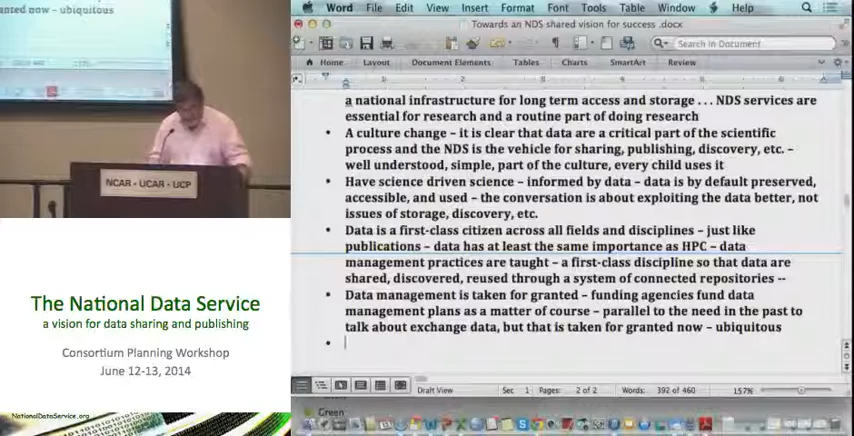 anted now – ubiquitous
NCAR - UCAR - UCP
The National Data Service
a vision for data sharing and publishing
Consortium Planning Workshop
June 12-13, 2014
NationalDataService.org
Word File Edit View Insert Format Font Tools Table Window Help
Towards an NDS shared vision for success .docx
Search in Document
Home Layout Document Elements Tables Charts SmartArt Review
a national infrastructure for long term access and storage . . . NDS services are
essential for research and a routine part of doing research
• A culture change – it is clear that data are a critical part of the scientific
process and the NDS is the vehicle for sharing, publishing, discovery, etc. –
well understood, simple, part of the culture, every child uses it
• Have science driven science – informed by data – data is by default preserved,
accessible, and used – the conversation is about exploiting the data better, not
issues of storage, discovery, etc.
• Data is a first-class citizen across all fields and disciplines – just like
publications – data has at least the same importance as HPC – data
management practices are taught – a first-class discipline so that data are
shared, discovered, reused through a system of connected repositories --
• Data management is taken for granted – funding agencies fund data
management plans as a matter of course – parallel to the need in the past to
talk about exchange data, but that is taken for granted now – ubiquitous
•
Draft View Sec 1 Pages: 2 of 2 Words: 392 of 460 157%
Green